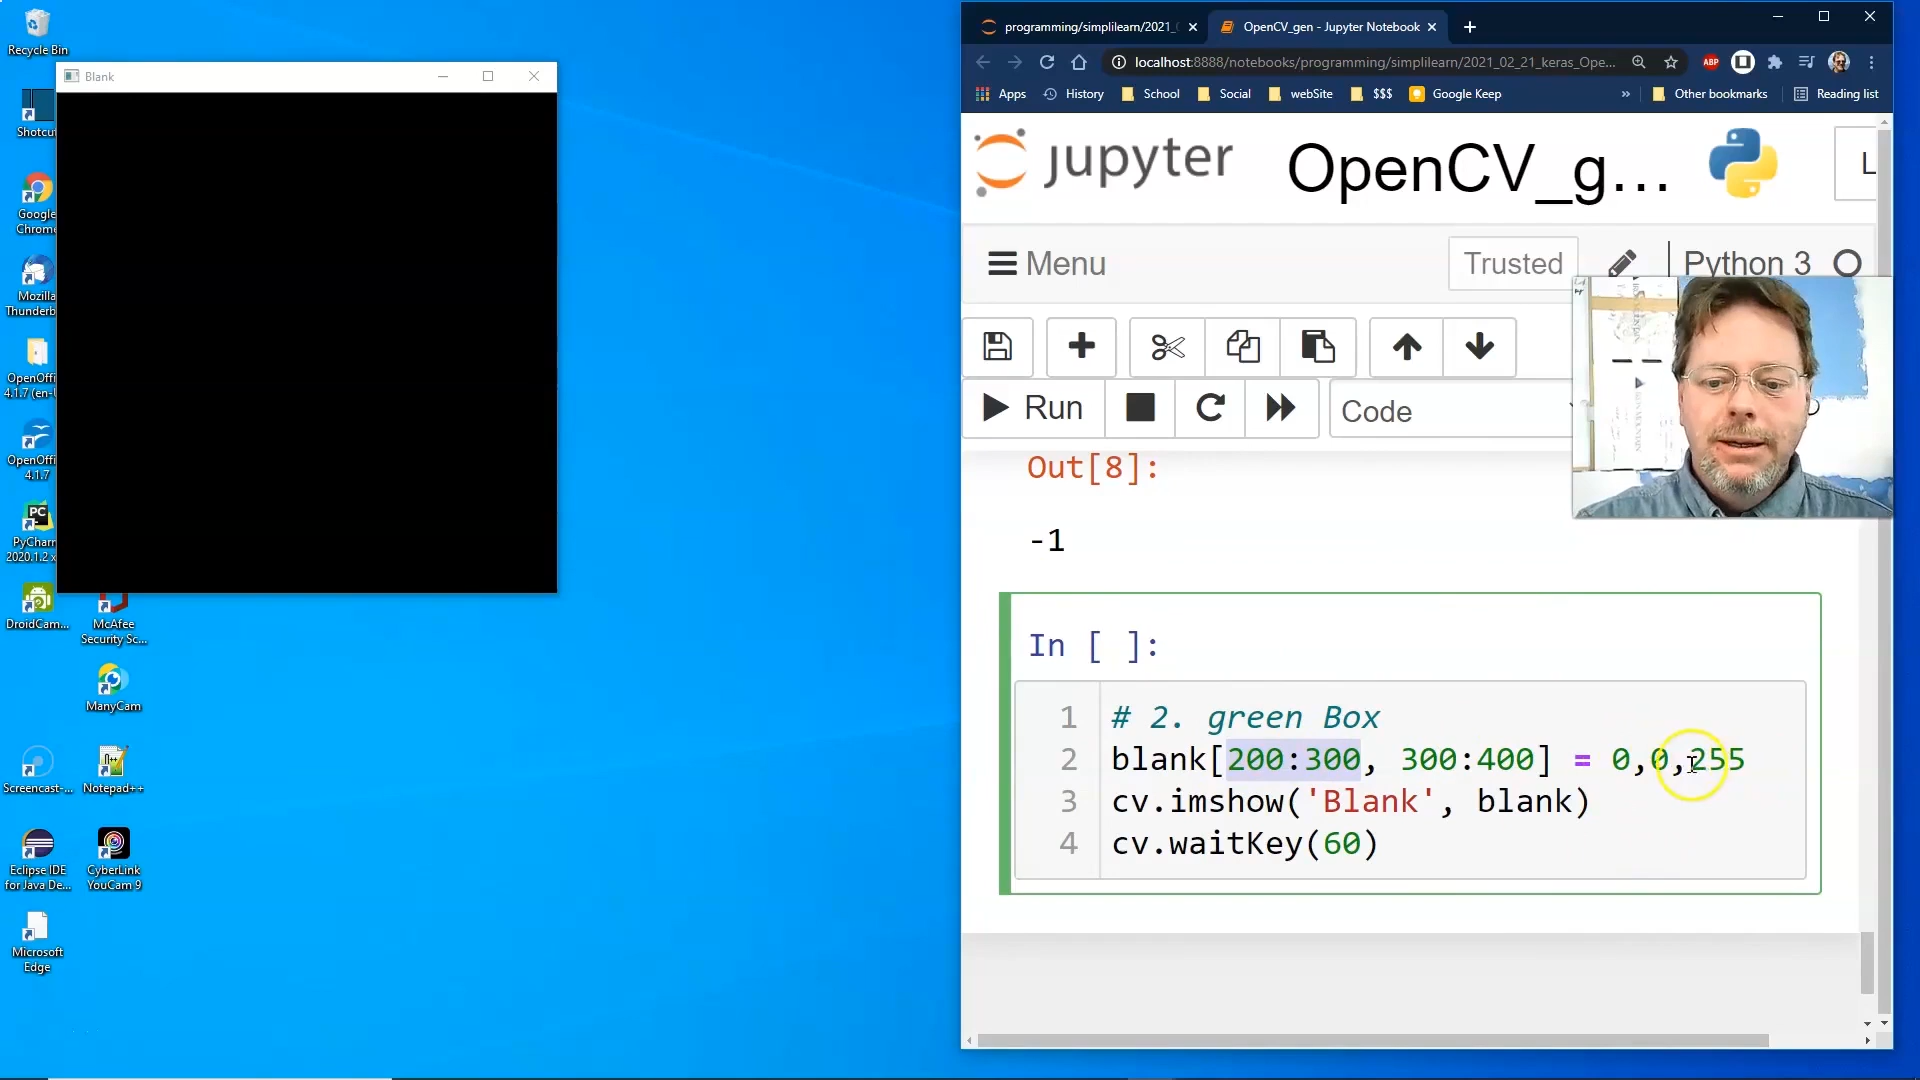 Recycle Bin
Blank
Shotcut
Google
Chrome
Mozilla
Thunderb
OpenOffi
4.1.7 (en-U
OpenOffi
4.1.7
PC
PyCharm
2020.1.2 x
DroidCam...
McAfee
Security Sc...
ManyCam
Screencast-...
Notepad++
Eclipse IDE
for Java De...
CyberLink
YouCam 9
Microsoft
Edge
programming/simplilearn/2021_
OpenCV_gen - Jupyter Notebook
localhost:8888/notebooks/programming/simplilearn/2021_02_21_keras_Ope...
ABP
Apps
History
School
Social
webSite
$$$
Google Keep
»
Other bookmarks
Reading list
jupyter
OpenCV_g...
L
Menu
Trusted
Python 3
Run
Code
Out[8]:
-1
In [ ]:
1 # 2. green Box
2 blank[200:300, 300:400] = 0,0,255
3 cv.imshow('Blank', blank)
4 cv.waitKey(60)